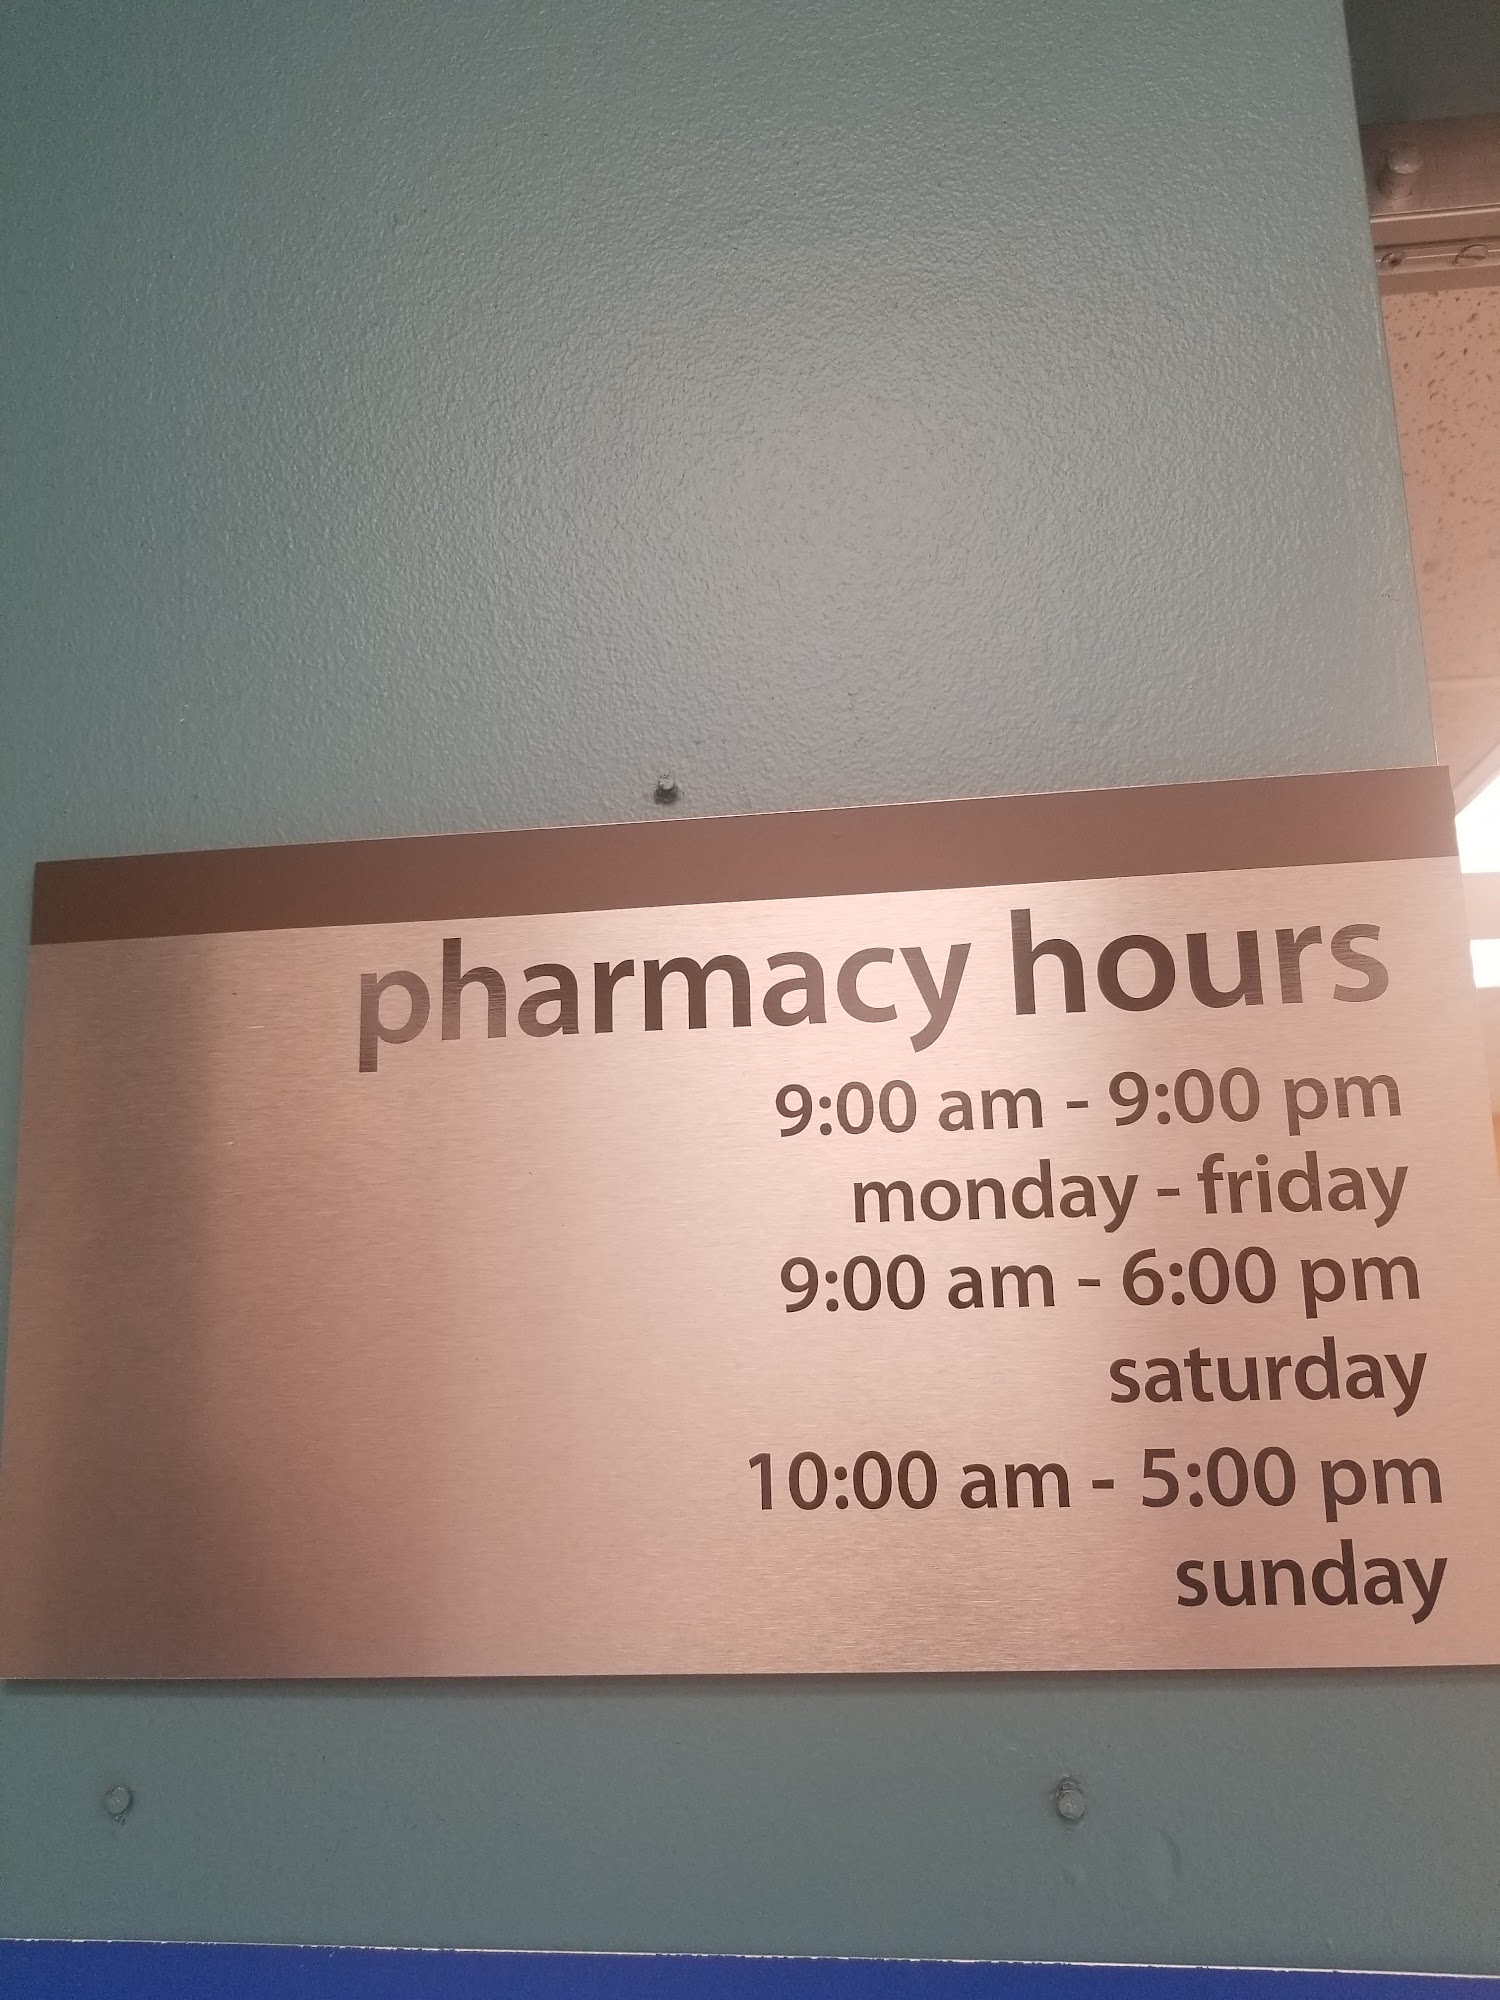 pharmacy hours
9:00 am - 9:00 pm
monday - friday
9:00 am - 6:00 pm
saturday
10:00 am - 5:00 pm
sunday